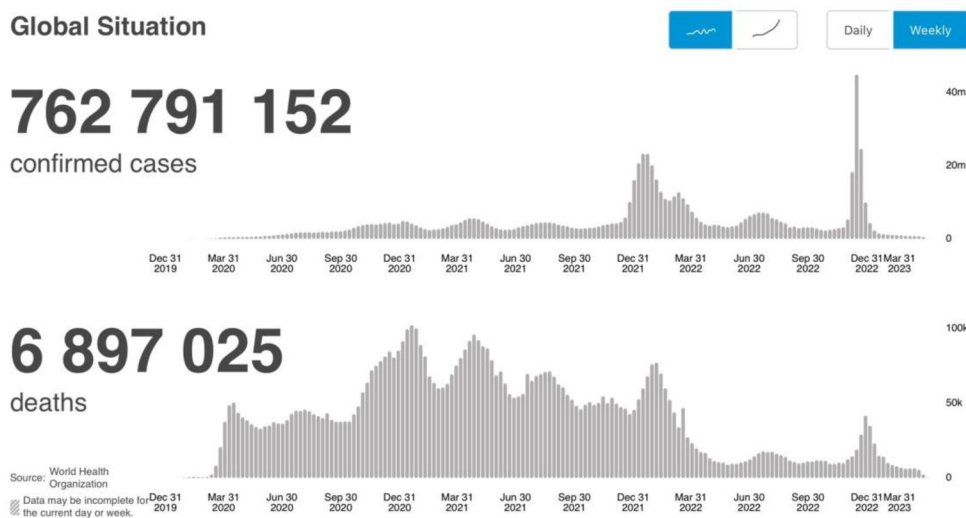 Global Situation
Daily
Weekly
762 791 152
confirmed cases
40m
20m
0
Dec 31 Mar 31 Jun 30 Sep 30 Dec 31 Mar 31 Jun 30 Sep 30 Dec 31 Mar 31 Jun 30 Sep 30 Dec 31 Mar 31
2019 2020 2020 2020 2020 2021 2021 2021 2021 2022 2022 2022 2022 2023
6 897 025
deaths
100k
50k
0
Source: World Health
Organization
Data may be incomplete for
the current day or week.
Dec 31 Mar 31 Jun 30 Sep 30 Dec 31 Mar 31 Jun 30 Sep 30 Dec 31 Mar 31 Jun 30 Sep 30 Dec 31 Mar 31
2019 2020 2020 2020 2020 2021 2021 2021 2021 2022 2022 2022 2022 2023